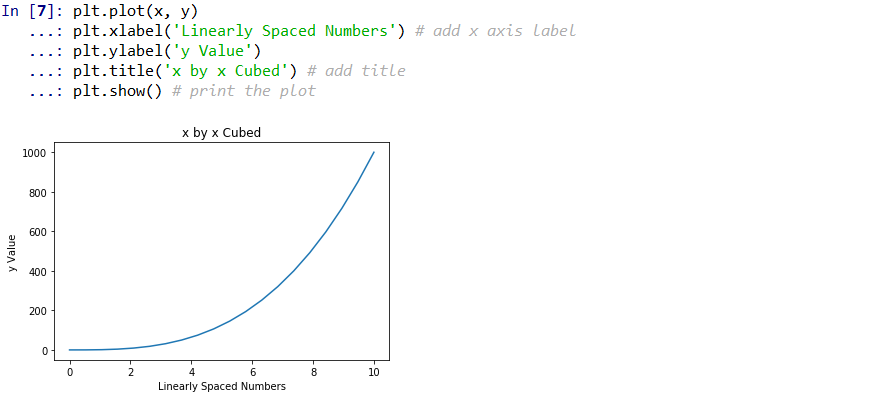 In [7]: plt.plot(x, y)
...: plt.xlabel('Linearly Spaced Numbers') # add x axis label
...: plt.ylabel('y Value')
...: plt.title('x by x Cubed') # add title
...: plt.show() # print the plot
x by x Cubed
1000
800
600
400
200
0
y Value
0 2 4 6 8 10
Linearly Spaced Numbers